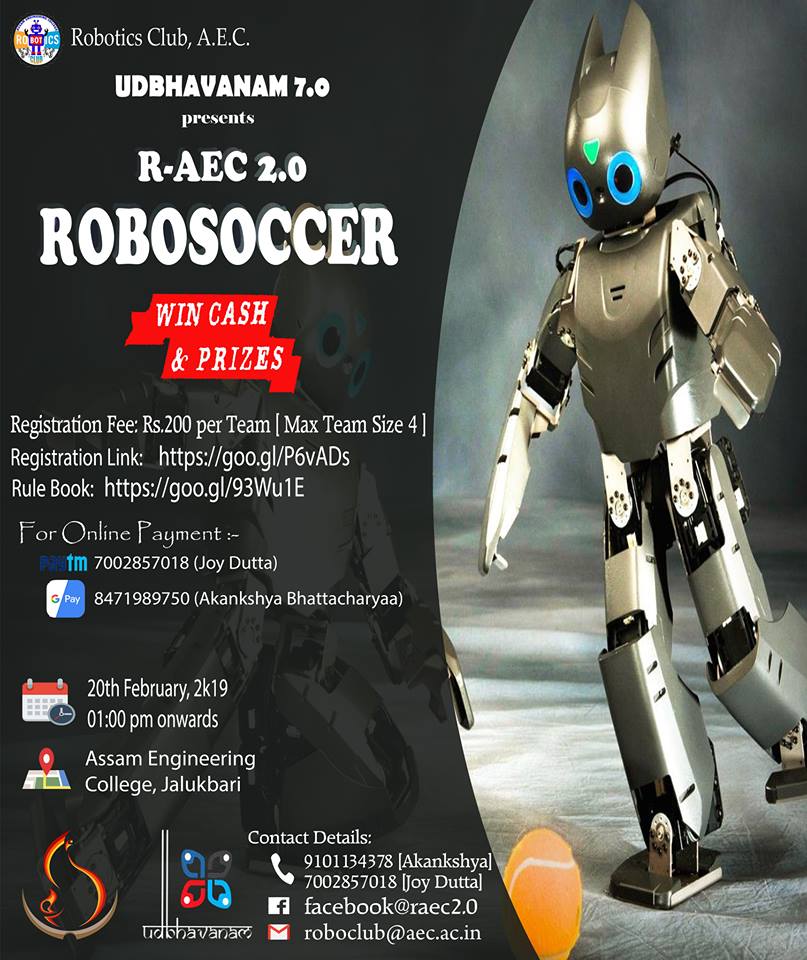 ROBOTICS
CLUB
Robotics Club, A.E.C.
UDBHAVANAM 7.0
presents
R-AEC 2.0
ROBOSOCCER
WIN CASH
& PRIZES
Registration Fee: Rs.200 per Team [ Max Team Size 4 ]
Registration Link: https://goo.gl/P6vADs
Rule Book: https://goo.gl/93Wu1E
For Online Payment :-
paytm 7002857018 (Joy Dutta)
G Pay 8471989750 (Akankshya Bhattacharyaa)
20th February, 2k19
01:00 pm onwards
Assam Engineering
College, Jalukbari
Contact Details:
9101134378 [Akankshya]
7002857018 [Joy Dutta]
facebook@raec2.0
roboclub@aec.ac.in
udbhavanam